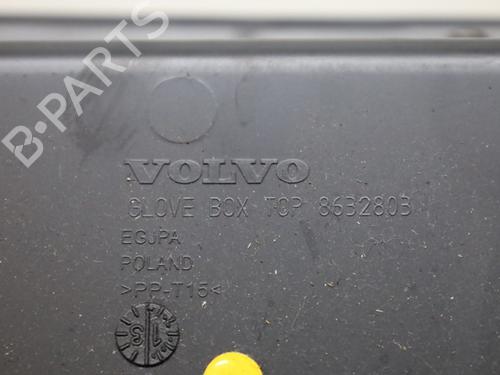 B-PARTS
VOLVO
GLOVE BOX TOP 8632803
EGJPA
POLAND
>PP-T15<